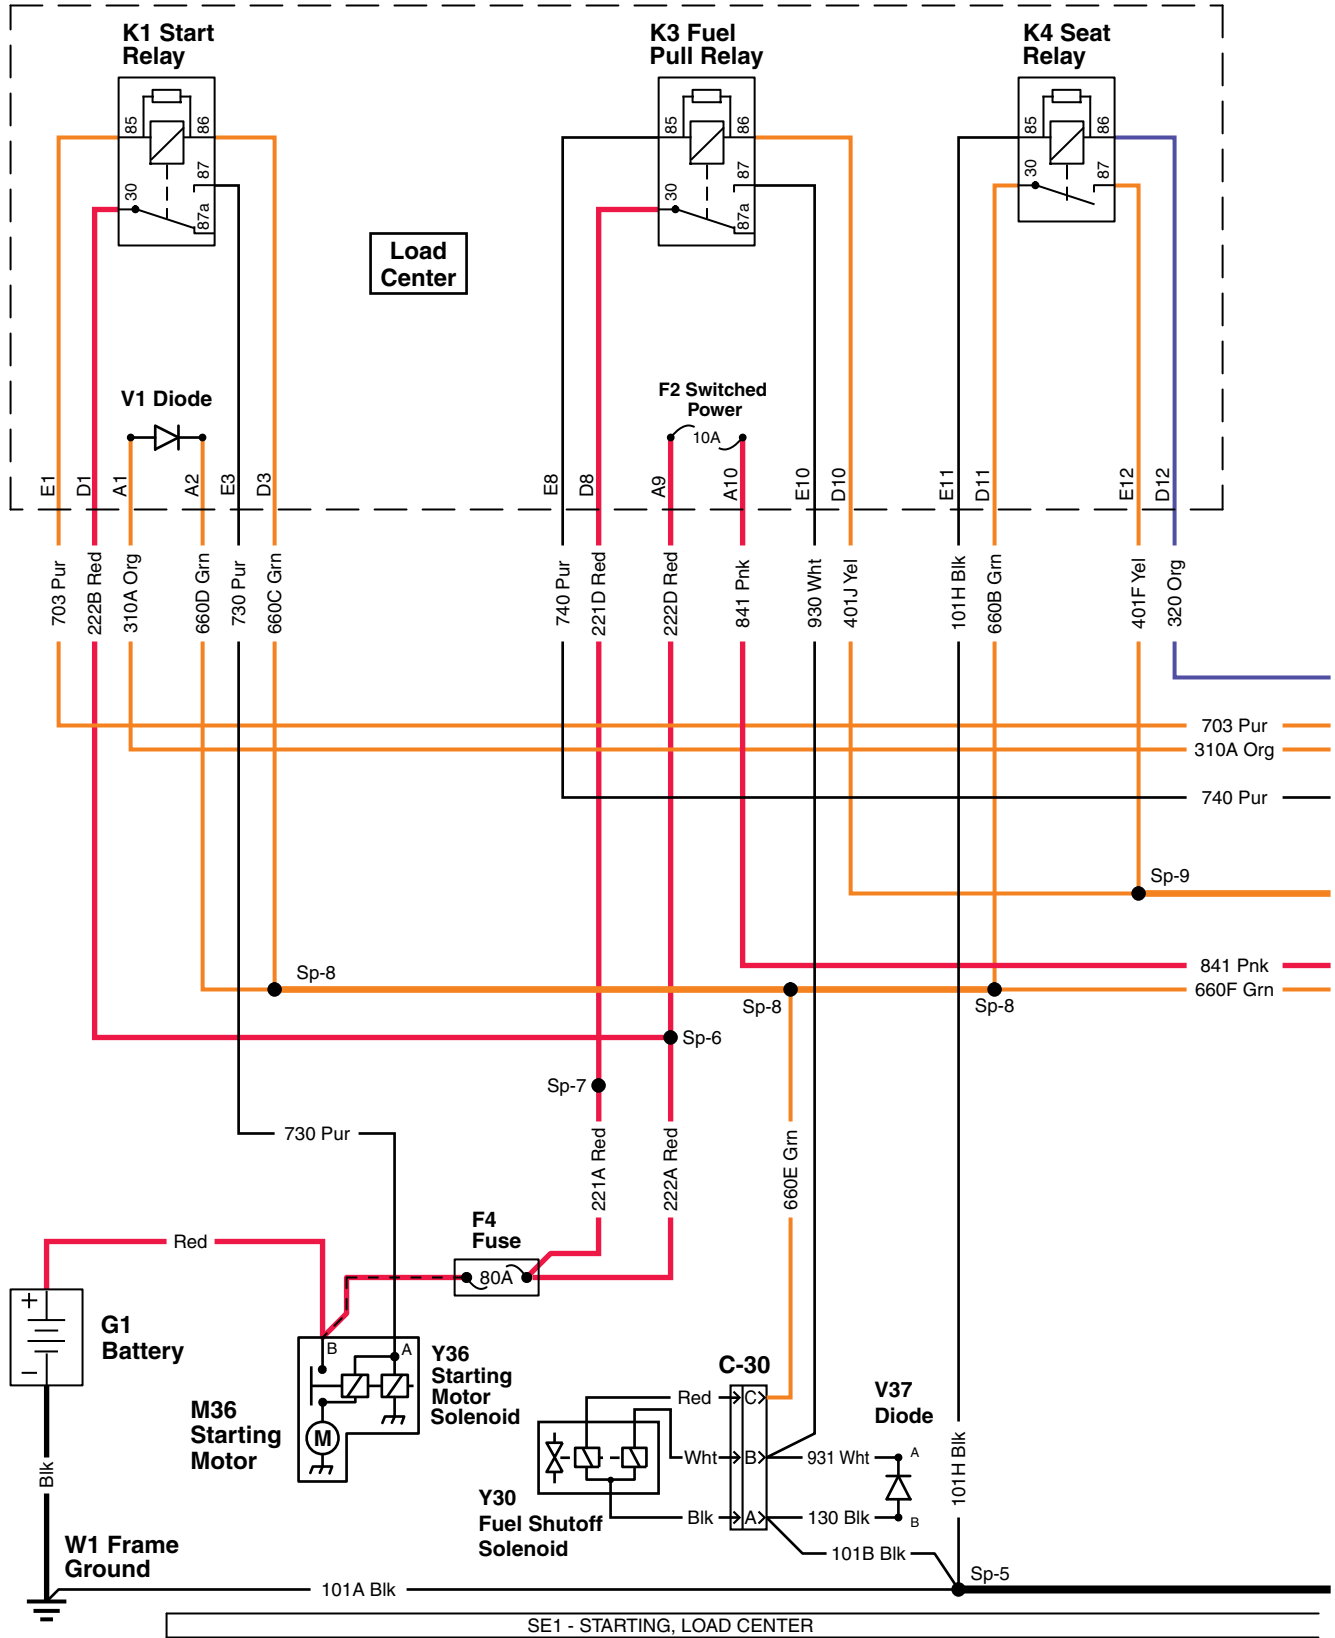 K1 Start
Relay
K3 Fuel
Pull Relay
K4 Seat
Relay
85
86
30
87
87a
85
86
30
87
87a
85
86
30
87
Load
Center
V1 Diode
F2 Switched
Power
10A
E1
D1
A1
A2
E3
D3
E8
D8
A9
A10
E10
D10
E11
D11
E12
D12
703 Pur
222B Red
310A Org
660D Grn
730 Pur
660C Grn
740 Pur
221D Red
222D Red
841 Pnk
930 Wht
401J Yel
101H Blk
660B Grn
401F Yel
320 Org
703 Pur
310A Org
740 Pur
Sp-9
841 Pnk
660F Grn
Sp-8
Sp-8
Sp-8
Sp-6
Sp-7
730 Pur
221A Red
222A Red
660E Grn
F4
Fuse
80A
Red
+
–
G1
Battery
B
A
Y36
Starting
Motor
Solenoid
M36
Starting
Motor
M
C-30
Red
C
Wht
B
931 Wht
A
V37
Diode
Blk
A
130 Blk
B
Y30
Fuel Shutoff
Solenoid
101B Blk
101H Blk
Blk
W1 Frame
Ground
101A Blk
Sp-5
SE1 - STARTING, LOAD CENTER